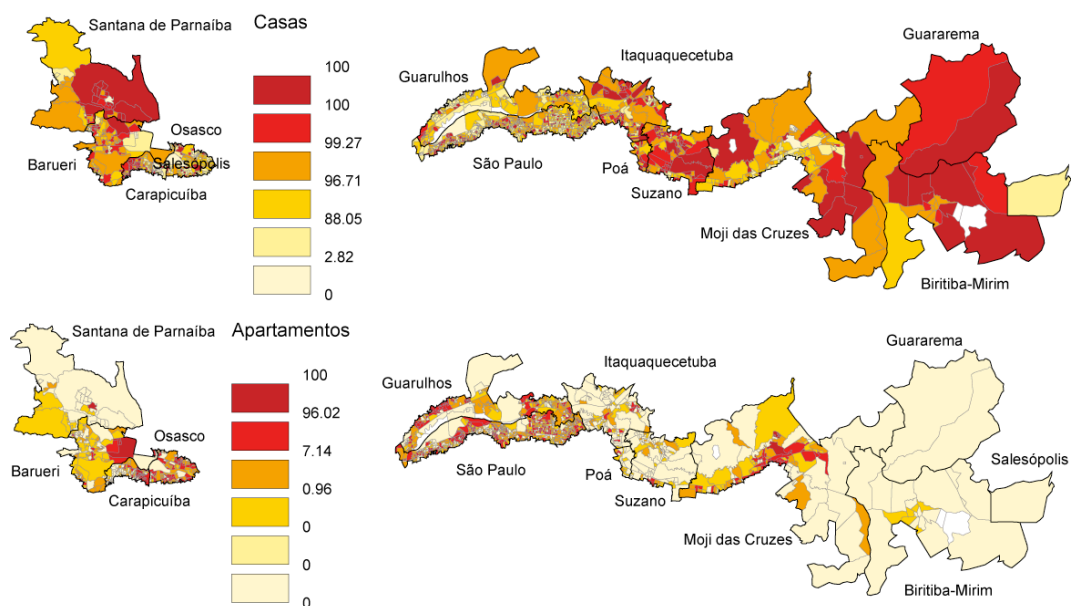 Santana de Parnaíba
Casas
100
100
99.27
96.71
88.05
2.82
0
Osasco
Salesópolis
Barueri
Carapicuíba
Guararema
Itaquaquecetuba
Guarulhos
São Paulo
Poá
Suzano
Moji das Cruzes
Biritiba-Mirim
Santana de Parnaíba
Apartamentos
100
96.02
7.14
0.96
0
0
0
Osasco
Barueri
Carapicuíba
Guararema
Itaquaquecetuba
Guarulhos
São Paulo
Poá
Suzano
Salesópolis
Moji das Cruzes
Biritiba-Mirim